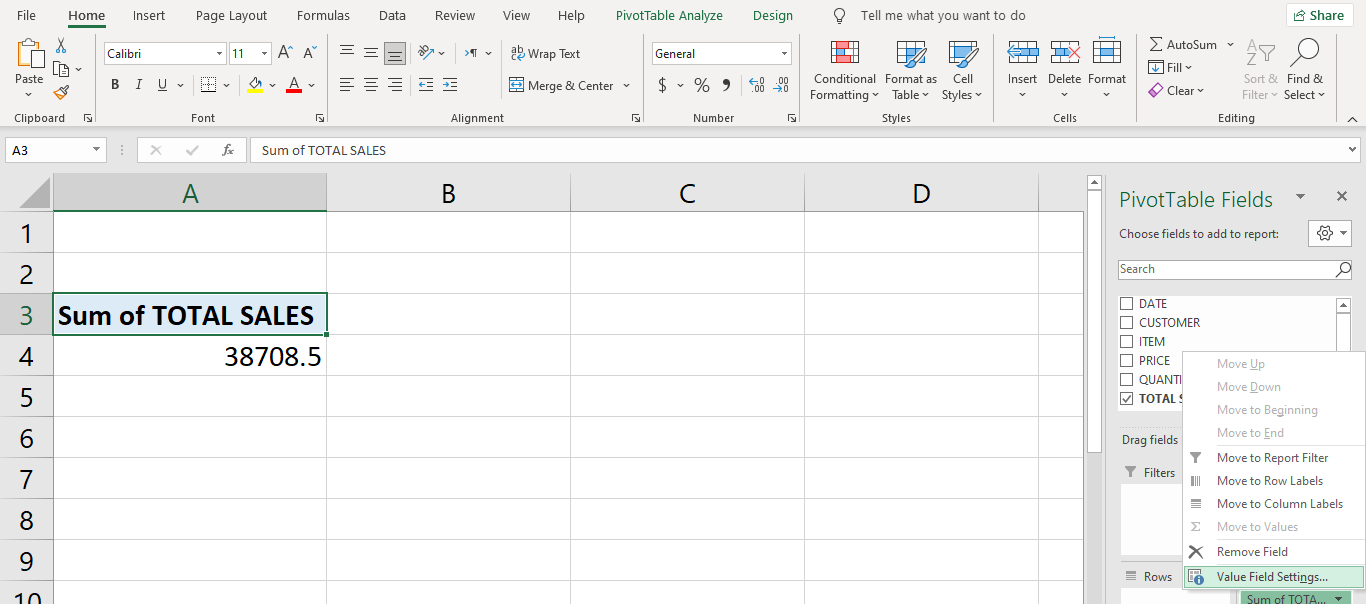 File Home Insert Page Layout Formulas Data Review View Help PivotTable Analyze Design Tell me what you want to do Share
Paste
Calibri 11
B I U
Wrap Text
Merge & Center
General
$ % 9
Conditional Formatting
Format as Table
Cell Styles
Insert Delete Format
AutoSum
Fill
Clear
Sort & Filter
Find & Select
Clipboard Font Alignment Number Styles Cells Editing
A3 fx Sum of TOTAL SALES
A B C D
1
2
3 Sum of TOTAL SALES
4 38708.5
5
6
7
8
9
10
PivotTable Fields
Choose fields to add to report:
Search
DATE
CUSTOMER
ITEM
PRICE
QUANTI
TOTAL S
Drag fields
Filters
Rows
Move Up
Move Down
Move to Beginning
Move to End
Move to Report Filter
Move to Row Labels
Move to Column Labels
Move to Values
Remove Field
Value Field Settings...
Sum of TOTA...